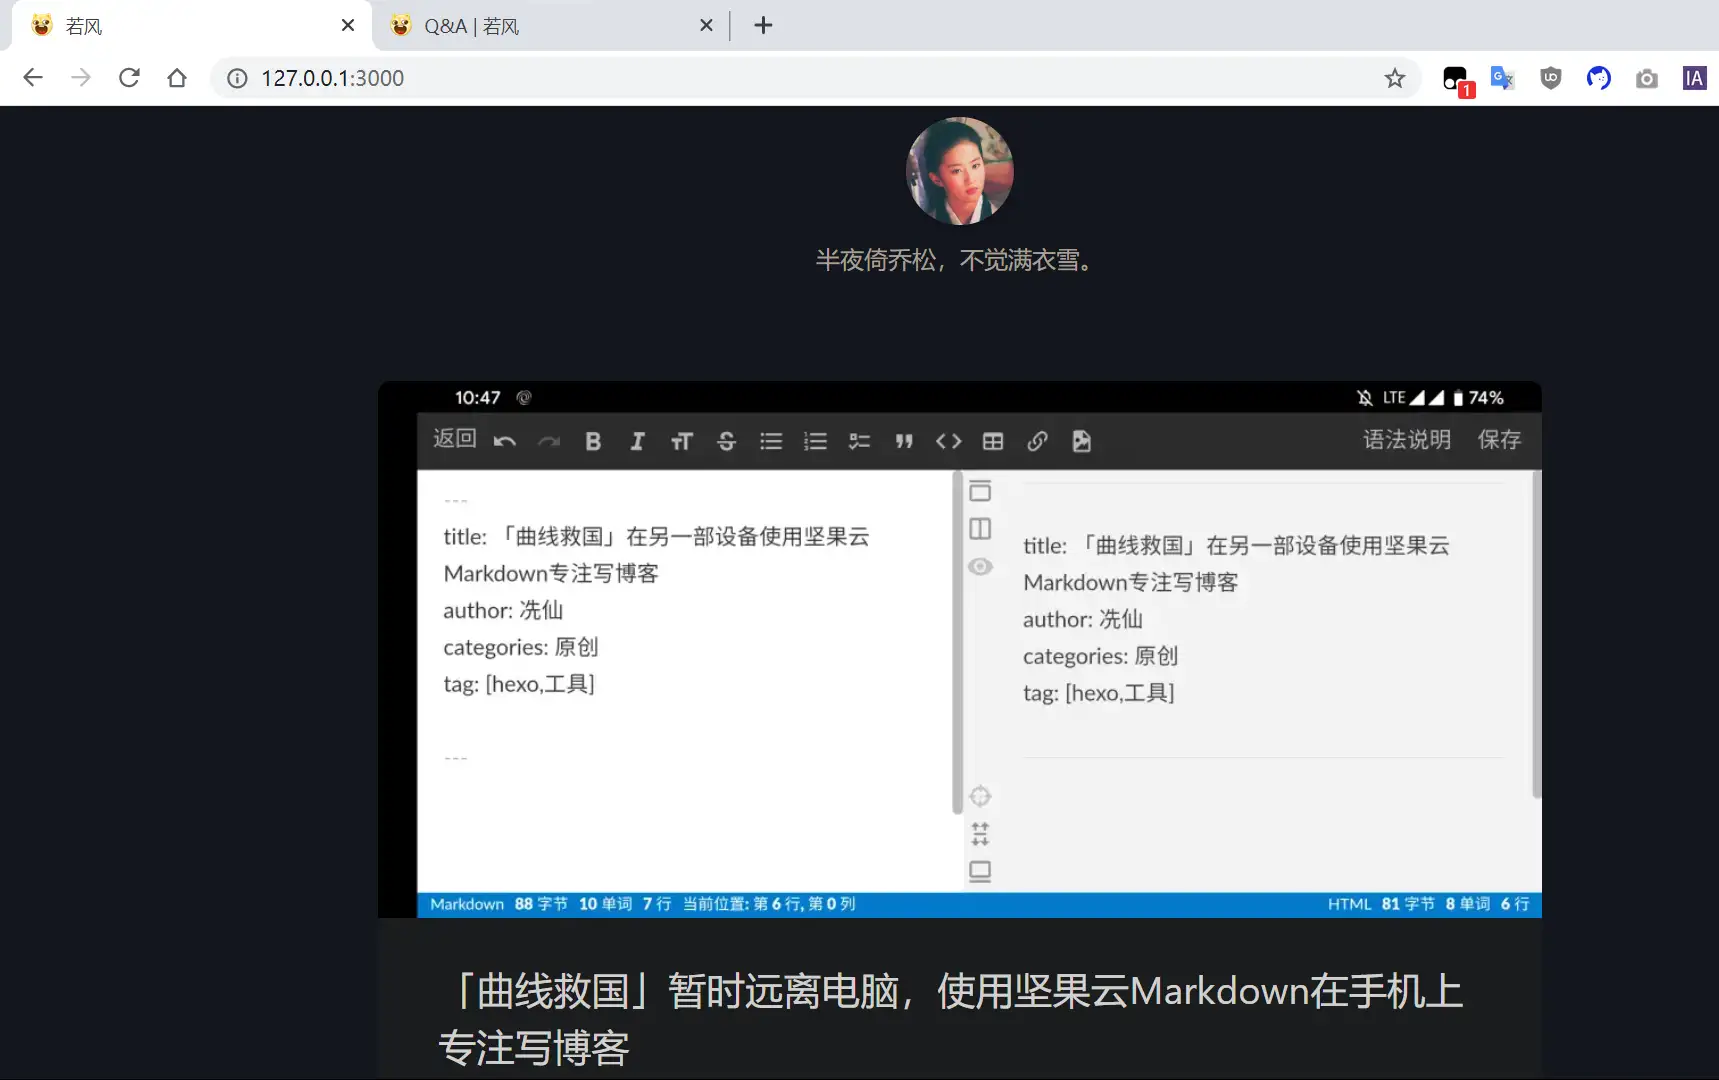 若风
Q&A | 若风
127.0.0.1:3000
1
IA
半夜倚乔松，不觉满衣雪。
10:47
LTE
74%
返回
语法说明 保存
---
title: 「曲线救国」在另一部设备使用坚果云
Markdown专注写博客
author: 冼仙
categories: 原创
tag: [hexo,工具]
---
title: 「曲线救国」在另一部设备使用坚果云
Markdown专注写博客
author: 冼仙
categories: 原创
tag: [hexo,工具]
Markdown 88 字节 10 单词 7 行 当前位置: 第 6 行, 第 0 列
HTML 81 字节 8 单词 6 行
「曲线救国」暂时远离电脑，使用坚果云Markdown在手机上
专注写博客